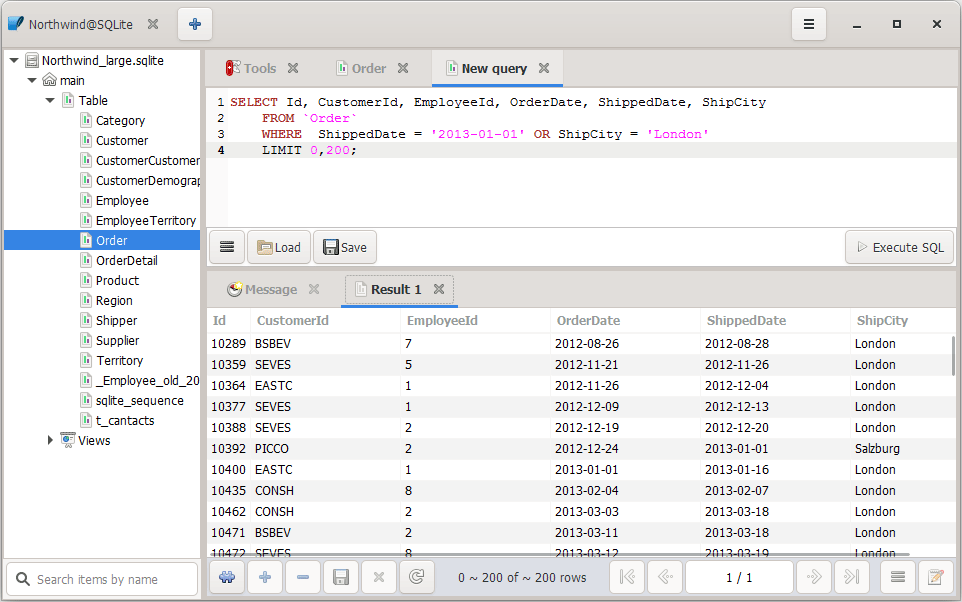 Northwind@SQLite
Northwind_large.sqlite
main
Table
Category
Customer
CustomerCustomer
CustomerDemograp
Employee
EmployeeTerritory
Order
OrderDetail
Product
Region
Shipper
Supplier
Territory
_Employee_old_20
sqlite_sequence
t_cantacts
Views
Search items by name
Tools Order New query
1 SELECT Id, CustomerId, EmployeeId, OrderDate, ShippedDate, ShipCity
2 FROM `Order`
3 WHERE ShippedDate = '2013-01-01' OR ShipCity = 'London'
4 LIMIT 0,200;
Load Save Execute SQL
Message Result 1
Id CustomerId EmployeeId OrderDate ShippedDate ShipCity
10289 BSBEV 7 2012-08-26 2012-08-28 London
10359 SEVES 5 2012-11-21 2012-11-26 London
10364 EASTC 1 2012-11-26 2012-12-04 London
10377 SEVES 1 2012-12-09 2012-12-13 London
10388 SEVES 2 2012-12-19 2012-12-20 London
10392 PICCO 2 2012-12-24 2013-01-01 Salzburg
10400 EASTC 1 2013-01-01 2013-01-16 London
10435 CONSH 8 2013-02-04 2013-02-07 London
10462 CONSH 2 2013-03-03 2013-03-18 London
10471 BSBEV 2 2013-03-11 2013-03-18 London
10472 SEVES 8 2013-03-12 2013-03-19 London
0 ~ 200 of ~ 200 rows 1 / 1